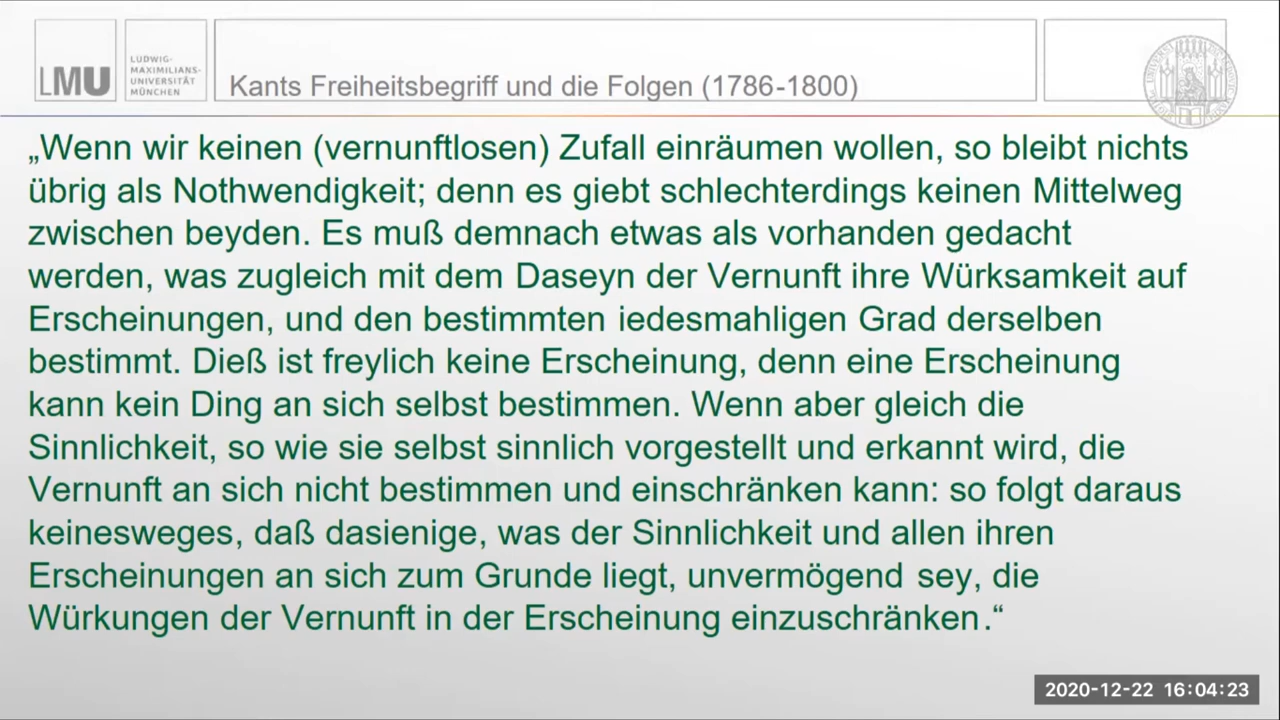 LMU
LUDWIG-
MAXIMILIANS-
UNIVERSITÄT
MÜNCHEN
Kants Freiheitsbegriff und die Folgen (1786-1800)
„Wenn wir keinen (vernunftlosen) Zufall einräumen wollen, so bleibt nichts
übrig als Nothwendigkeit; denn es giebt schlechterdings keinen Mittelweg
zwischen beyden. Es muß demnach etwas als vorhanden gedacht
werden, was zugleich mit dem Daseyn der Vernunft ihre Würksamkeit auf
Erscheinungen, und den bestimmten iedesmahligen Grad derselben
bestimmt. Dieß ist freylich keine Erscheinung, denn eine Erscheinung
kann kein Ding an sich selbst bestimmen. Wenn aber gleich die
Sinnlichkeit, so wie sie selbst sinnlich vorgestellt und erkannt wird, die
Vernunft an sich nicht bestimmen und einschränken kann: so folgt daraus
keinesweges, daß dasienige, was der Sinnlichkeit und allen ihren
Erscheinungen an sich zum Grunde liegt, unvermögend sey, die
Würkungen der Vernunft in der Erscheinung einzuschränken.“
2020-12-22 16:04:23